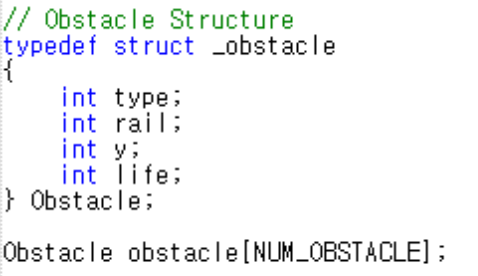 // Obstacle Structure
typedef struct _obstacle
{
    int type;
    int rail;
    int y;
    int life;
} Obstacle;

Obstacle obstacle[NUM_OBSTACLE];